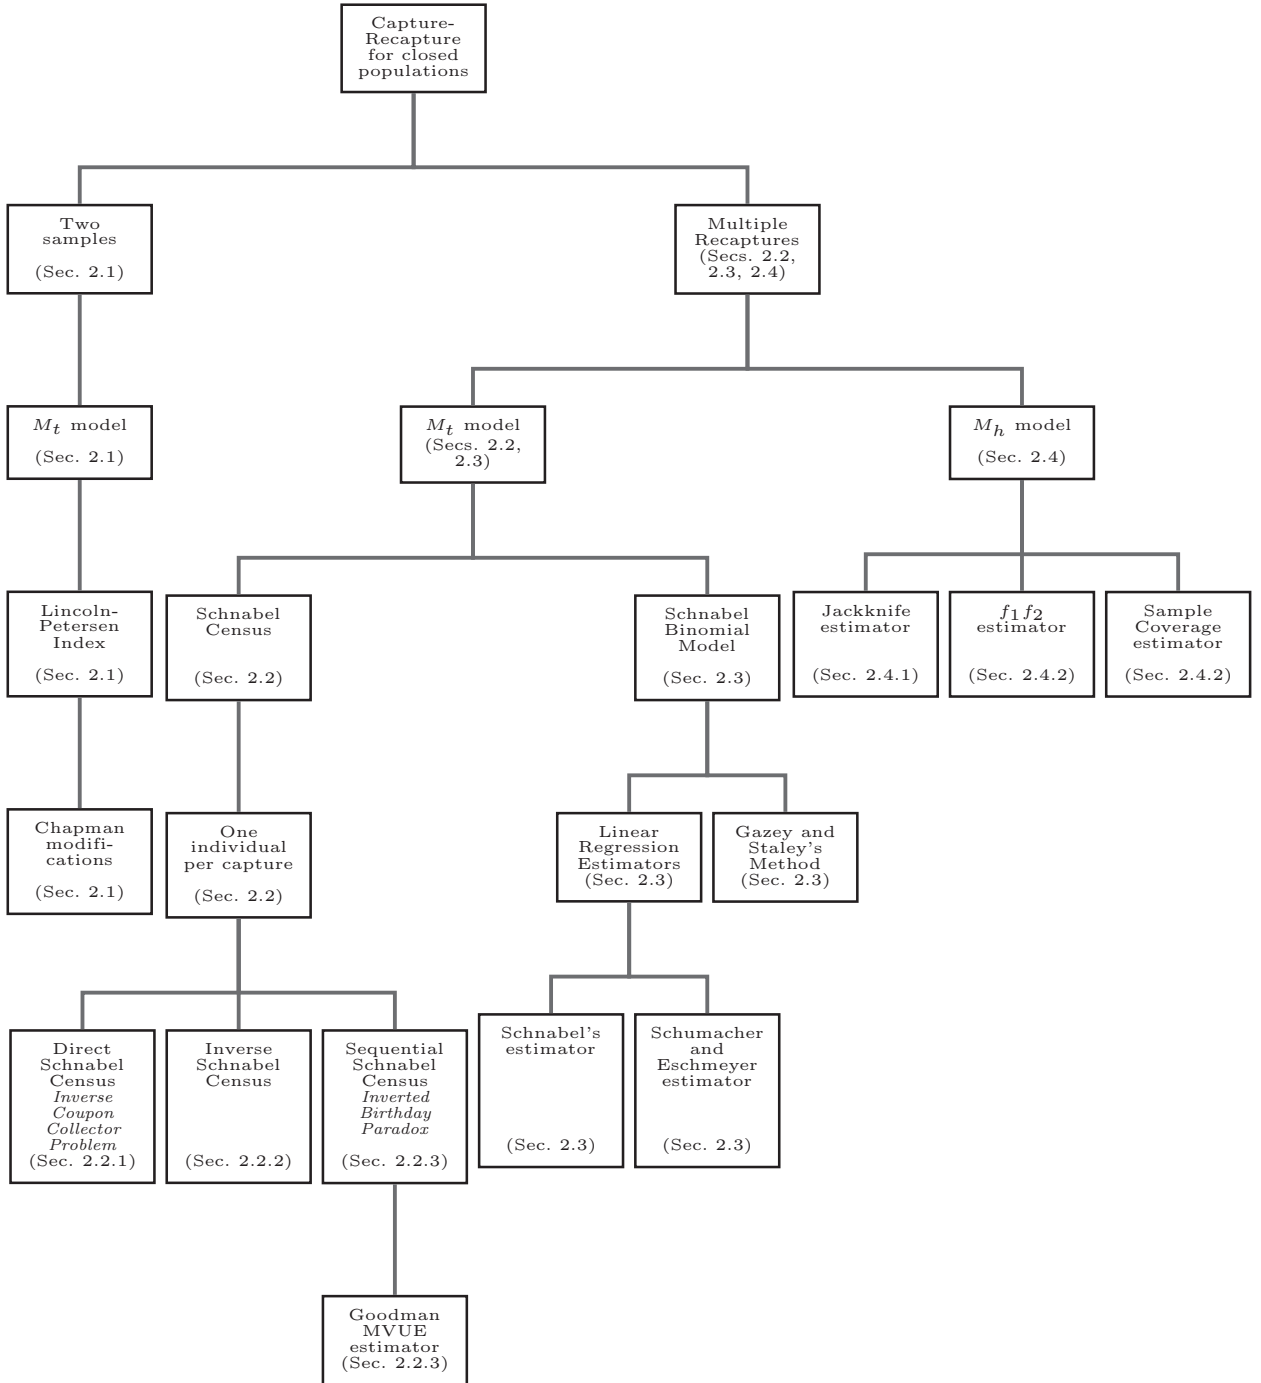 Capture-
Recapture
for closed
populations
Two
samples
(Sec. 2.1)
Multiple
Recaptures
(Secs. 2.2,
2.3, 2.4)
M_t model
(Sec. 2.1)
M_t model
(Secs. 2.2,
2.3)
M_h model
(Sec. 2.4)
Lincoln-
Petersen
Index
(Sec. 2.1)
Schnabel
Census
(Sec. 2.2)
Schnabel
Binomial
Model
(Sec. 2.3)
Jackknife
estimator
(Sec. 2.4.1)
f_1 f_2
estimator
(Sec. 2.4.2)
Sample
Coverage
estimator
(Sec. 2.4.2)
Chapman
modifi-
cations
(Sec. 2.1)
One
individual
per capture
(Sec. 2.2)
Linear
Regression
Estimators
(Sec. 2.3)
Gazey and
Staley's
Method
(Sec. 2.3)
Direct
Schnabel
Census
Inverse
Coupon
Collector
Problem
(Sec. 2.2.1)
Inverse
Schnabel
Census
(Sec. 2.2.2)
Sequential
Schnabel
Census
Inverted
Birthday
Paradox
(Sec. 2.2.3)
Schnabel's
estimator
(Sec. 2.3)
Schumacher
and
Eschmeyer
estimator
(Sec. 2.3)
Goodman
MVUE
estimator
(Sec. 2.2.3)